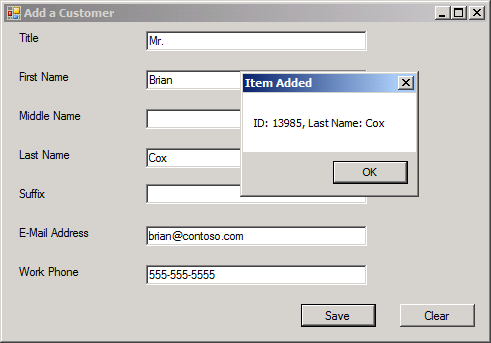 Add a Customer
Title
Mr.
First Name
Brian
Item Added
ID: 13985, Last Name: Cox
OK
Middle Name
Last Name
Cox
Suffix
E-Mail Address
brian@contoso.com
Work Phone
555-555-5555
Save
Clear